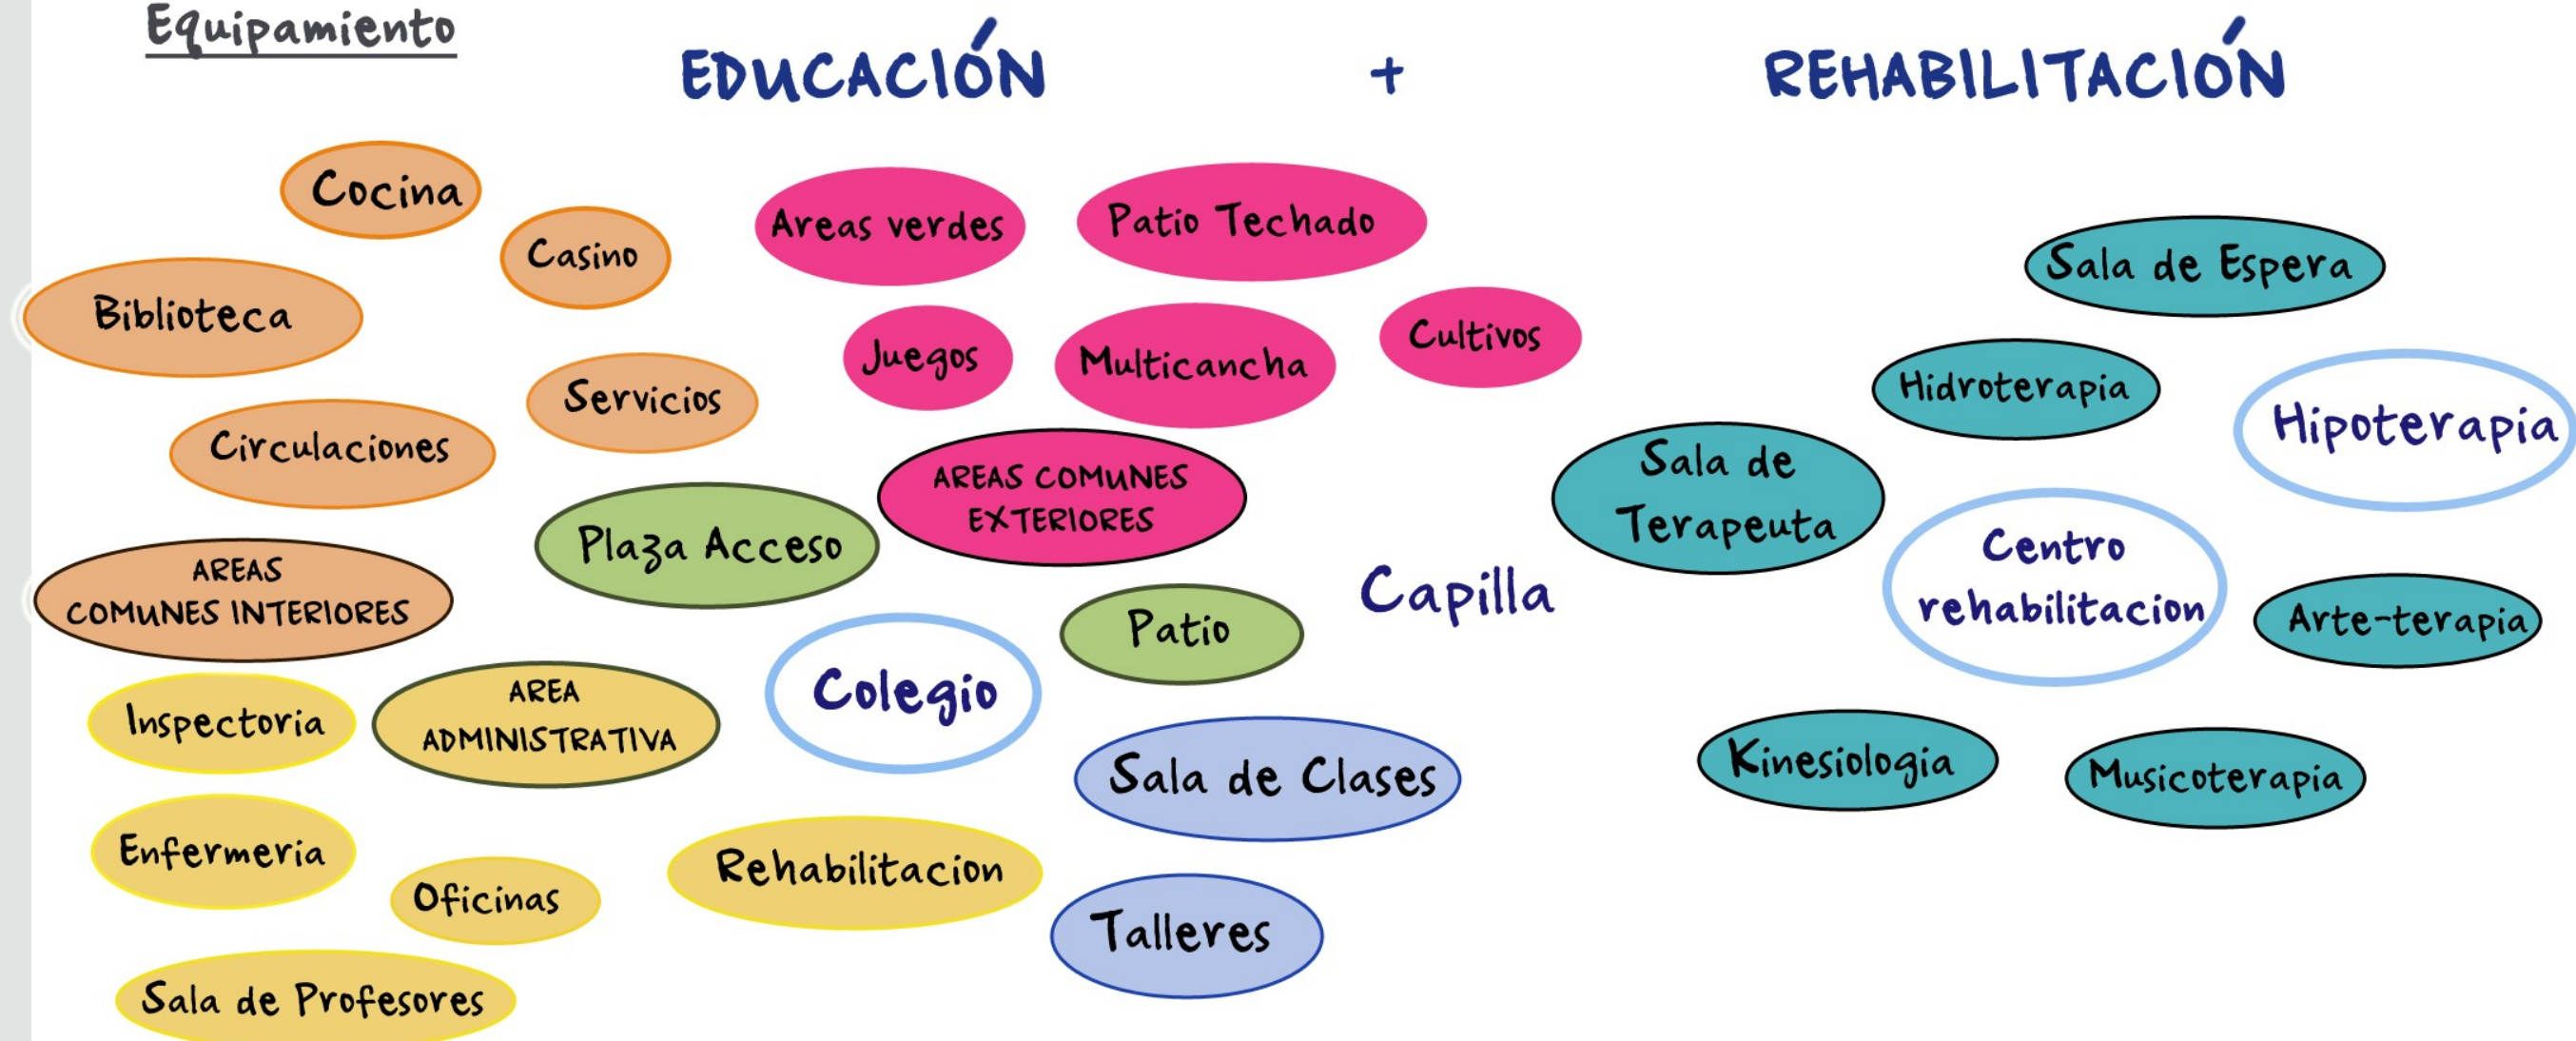 Equipamiento
EDUCACIÓN + REHABILITACIÓN
Cocina
Casino
Biblioteca
Servicios
Circulaciones
AREAS
COMUNES INTERIORES
Areas verdes
Patio Techado
Juegos
Multicancha
Cultivos
AREAS COMUNES
EXTERIORES
Plaza Acceso
Patio
Capilla
Colegio
Inspectoria
AREA
ADMINISTRATIVA
Enfermeria
Oficinas
Rehabilitacion
Sala de Profesores
Sala de Clases
Talleres
Sala de Espera
Hidroterapia
Hipoterapia
Sala de
Terapeuta
Centro
rehabilitacion
Arte-terapia
Kinesiologia
Musicoterapia